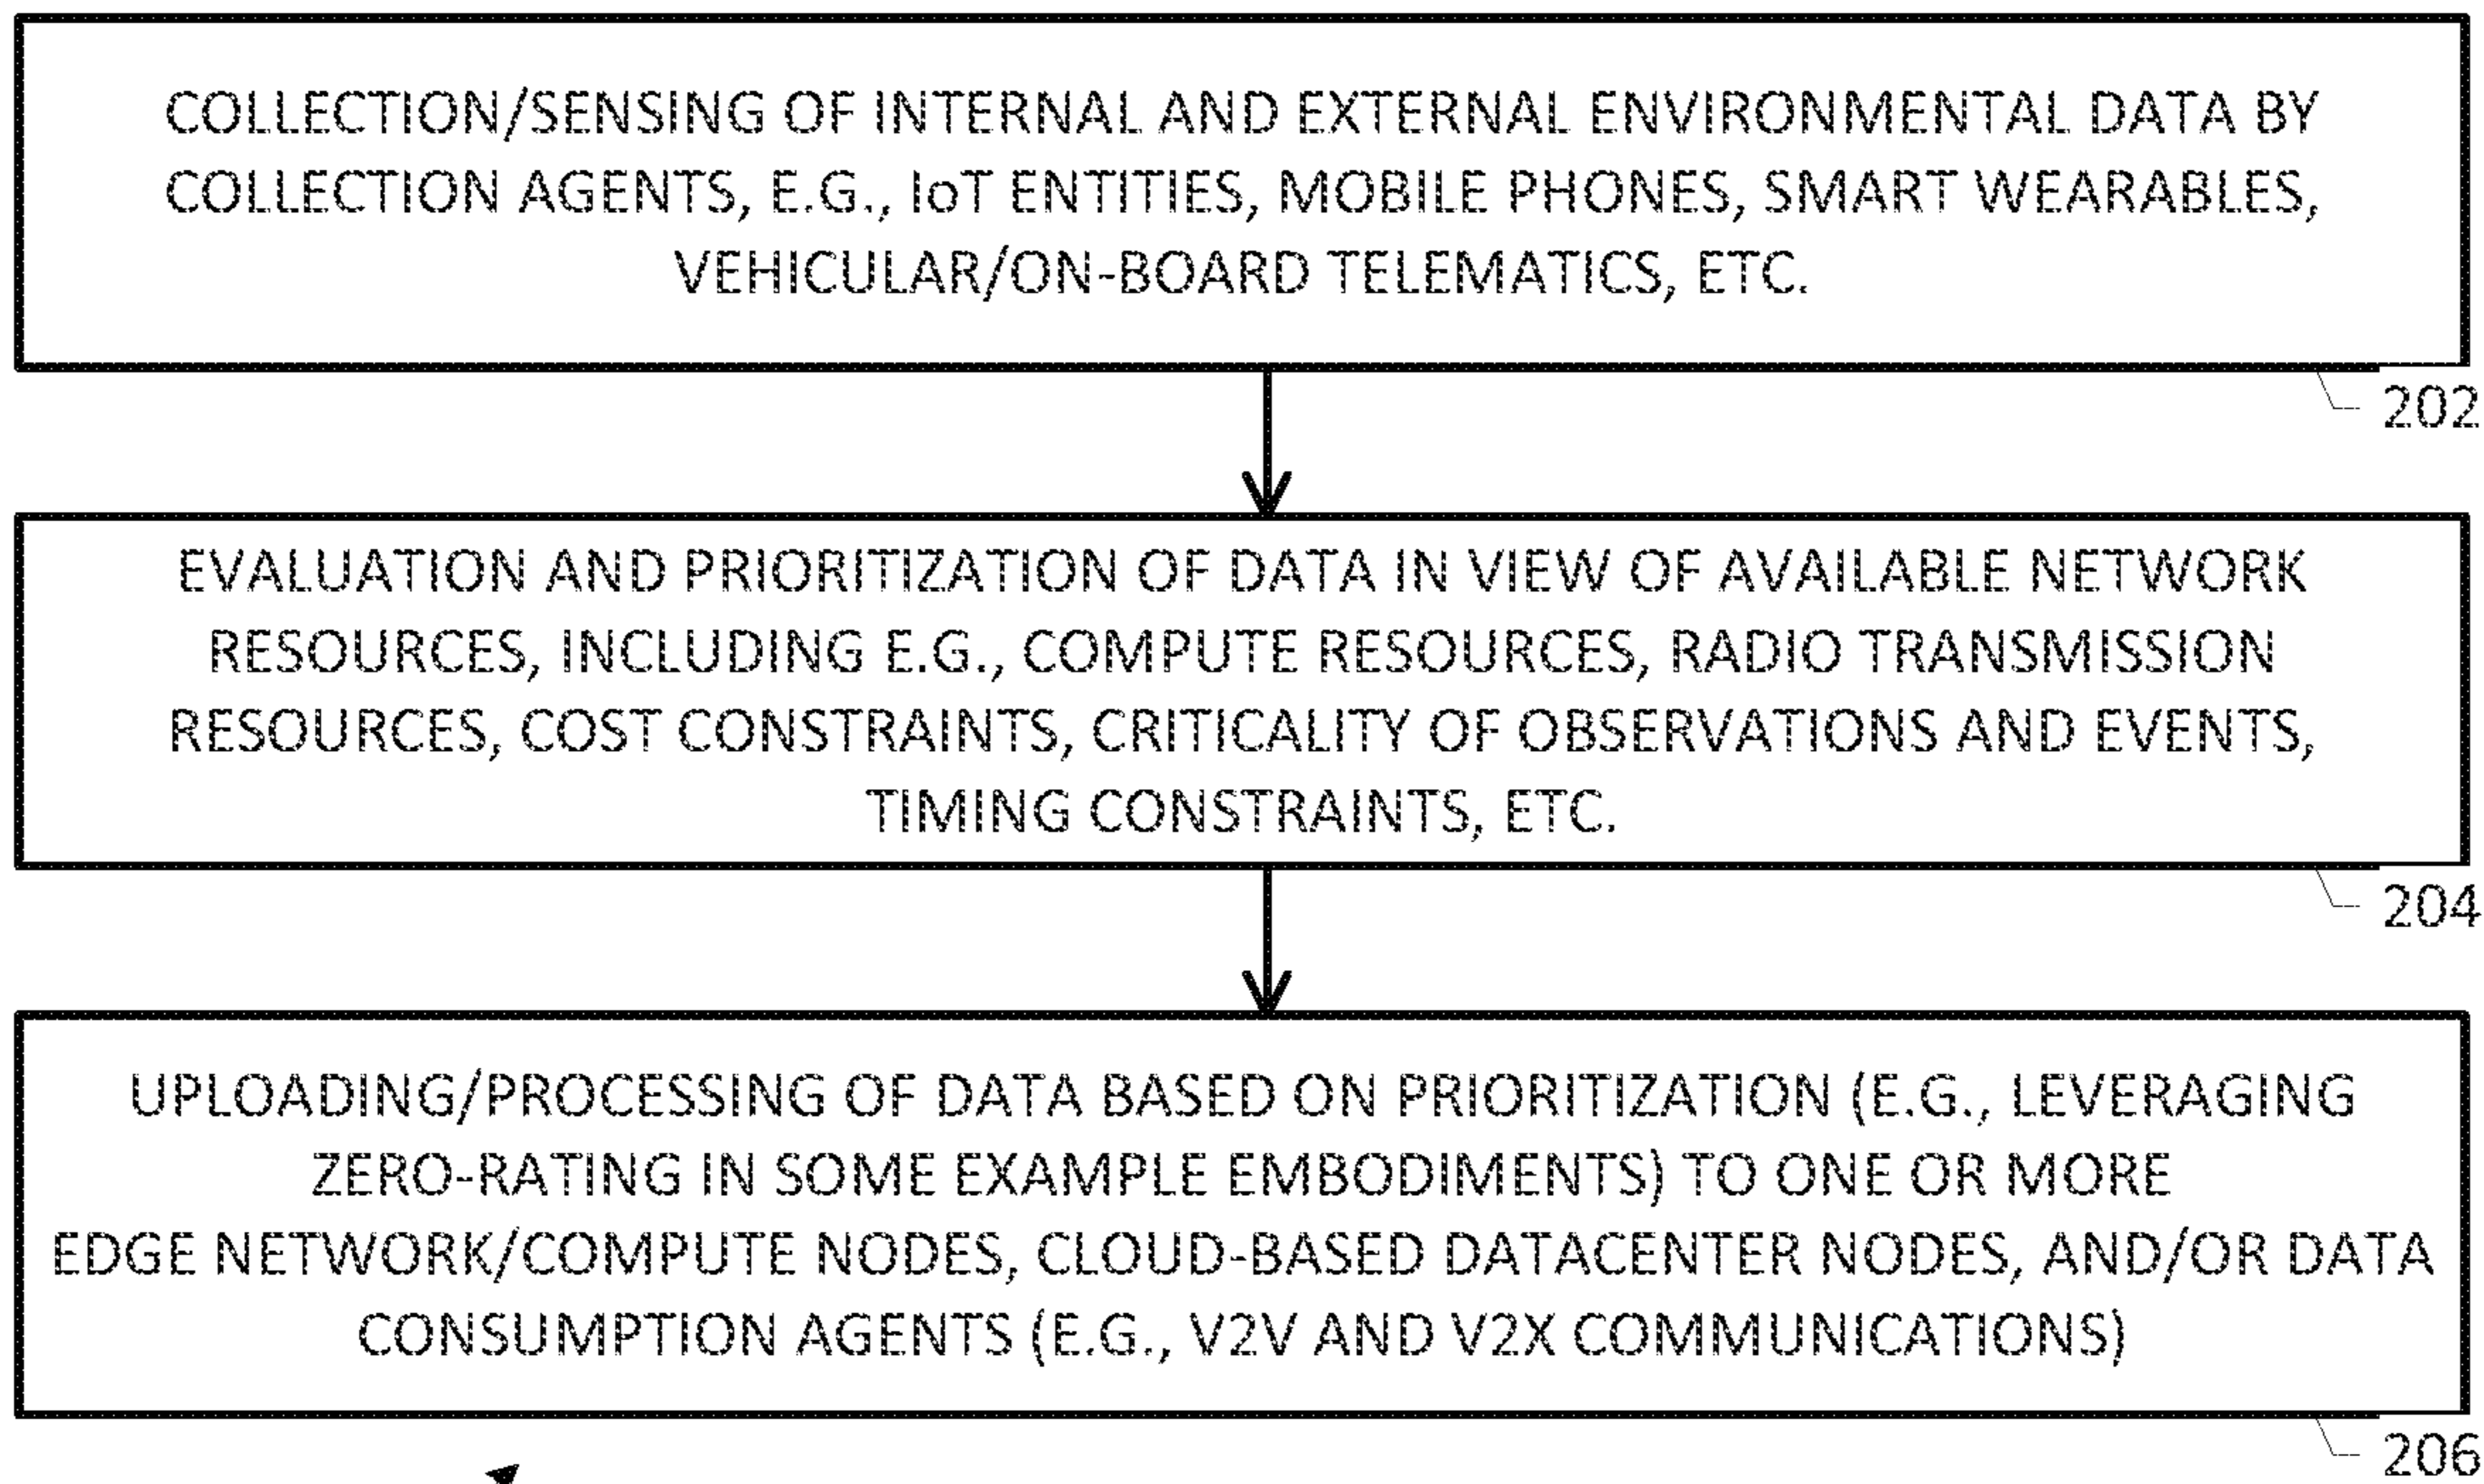 COLLECTION/SENSING OF INTERNAL AND EXTERNAL ENVIRONMENTAL DATA BY
COLLECTION AGENTS, E.G., IoT ENTITIES, MOBILE PHONES, SMART WEARABLES,
VEHICULAR/ON-BOARD TELEMATICS, ETC.
202
EVALUATION AND PRIORITIZATION OF DATA IN VIEW OF AVAILABLE NETWORK
RESOURCES, INCLUDING E.G., COMPUTE RESOURCES, RADIO TRANSMISSION
RESOURCES, COST CONSTRAINTS, CRITICALITY OF OBSERVATIONS AND EVENTS,
TIMING CONSTRAINTS, ETC.
204
UPLOADING/PROCESSING OF DATA BASED ON PRIORITIZATION (E.G., LEVERAGING
ZERO-RATING IN SOME EXAMPLE EMBODIMENTS) TO ONE OR MORE
EDGE NETWORK/COMPUTE NODES, CLOUD-BASED DATACENTER NODES, AND/OR DATA
CONSUMPTION AGENTS (E.G., V2V AND V2X COMMUNICATIONS)
206